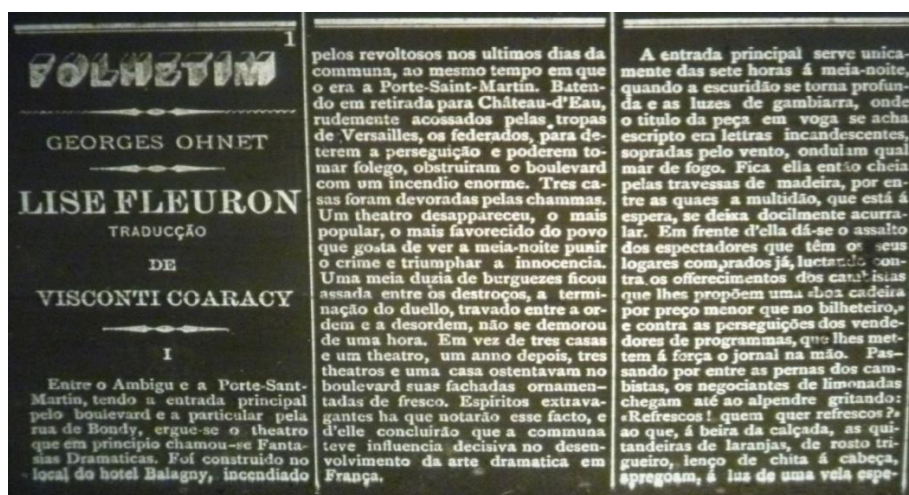 1
FOLHETIM
GEORGES OHNET
LISE FLEURON
TRADUCÇÃO
DE
VISCONTI COARACY
I
Entre o Ambigu e a Porte-Sant-
Martin, tendo a entrada principal
pelo boulevard e a particular pela
rua de Bondy, ergue-se o theatro
que em principio chamou-se Fanta-
sias Dramaticas. Foi construido no
local do hotel Balagny, incendiado
pelos revoltosos nos ultimos dias da
communa, ao mesmo tempo em que
o era a Porte-Saint-Martin. Baten-
do em retirada para Château-d'Eau,
rudemente acossados pelas tropas
de Versailles, os federados, para de-
terem a perseguição e poderem to-
mar folego, obstruiram o boulevard
com um incendio enorme. Tres ca-
sas foram devoradas pelas chammas.
Um theatro desappareceu, o mais
popular, o mais favorecido do povo
que gosta de ver a meia-noite punir
o crime e triumphar a innocencia.
Uma meia duzia de burguezes ficou
assada entre os destroços, a termi-
nação do duello, travado entre a or-
dem e a desordem, não se demorou
de uma hora. Em vez de tres casas
e um theatro, um anno depois, tres
theatros e uma casa ostentavam no
boulevard suas fachadas ornamen-
tadas de fresco. Espiritos extrava-
gantes ha que notarão esse facto, e
d'elle concluirão que a communa
teve influencia decisiva no desen-
volvimento da arte dramatica em
França.
A entrada principal serve unica-
mente das sete horas á meia-noite,
quando a escuridão se torna profun-
da e as luzes de gambiarra, onde
o titulo da peça em voga se acha
escripto em lettras incandescentes,
sopradas pelo vento, ondulam qual
mar de fogo. Fica ella então cheia
pelas travessas de madeira, por en-
tre as quaes a multidão, que está á
espera, se deixa docilmente acurra-
lar. Em frente d'ella dá-se o assalto
dos espectadores que têm os seus
logares comprados já, luctando con-
tra os offerecimentos dos cambistas
que lhes propõem uma «boa cadeira
por preço menor que no bilheteiro,»
e contra as perseguições dos vende-
dores de programmas, que lhes met-
tem á força o jornal na mão. Pas-
sando por entre as pernas dos cam-
bistas, os negociantes de limonadas
chegam até ao alpendre gritando:
«Refrescos! quem quer refrescos?»
ao que, á beira da calçada, as qui-
tandeiras de laranjas, de rosto tri-
gueiro, lenço de chita á cabeça,
apregoam, á luz de uma vela espe-